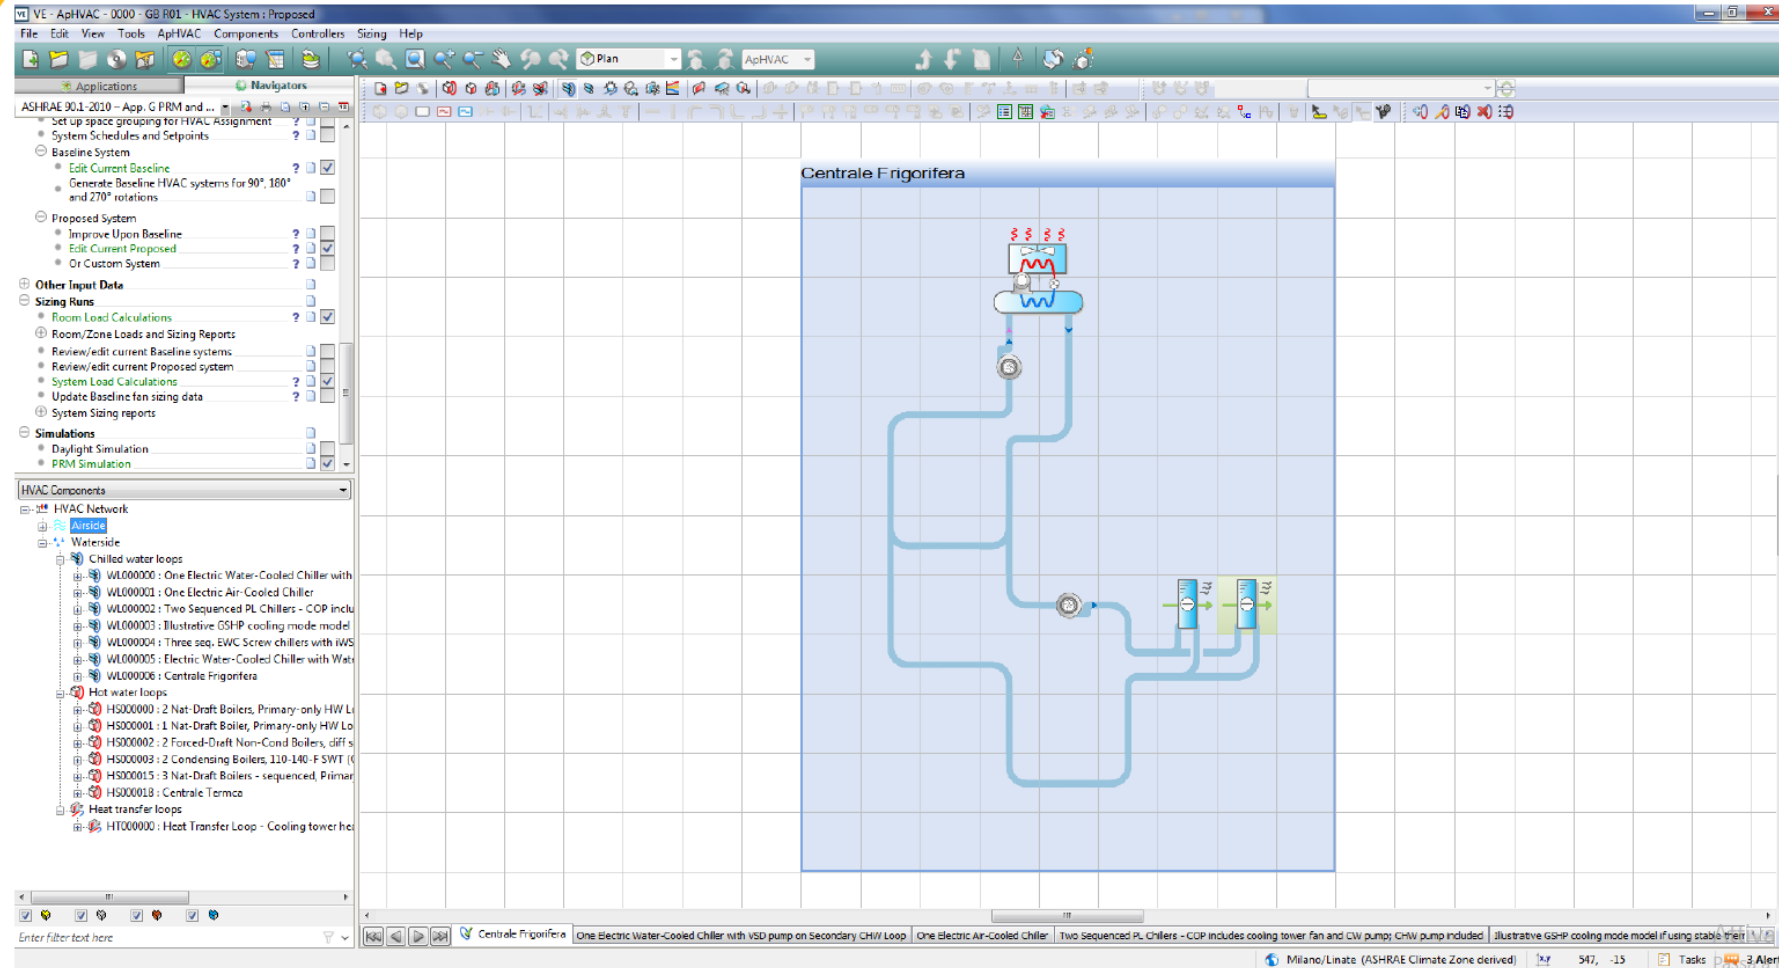 VE - ApHVAC - 0000 - GB R01 - HVAC System : Proposed
File Edit View Tools ApHVAC Components Controllers Sizing Help
Plan
ApHVAC
Applications
Navigators
ASHRAE 90.1-2010 – App. G PRM and ...
Set up space grouping for HVAC Assignment
System Schedules and Setpoints
Baseline System
Edit Current Baseline
Generate Baseline HVAC systems for 90°, 180°
and 270° rotations
Proposed System
Improve Upon Baseline
Edit Current Proposed
Or Custom System
Other Input Data
Sizing Runs
Room Load Calculations
Room/Zone Loads and Sizing Reports
Review/edit current Baseline systems
Review/edit current Proposed system
System Load Calculations
Update Baseline fan sizing data
System Sizing reports
Simulations
Daylight Simulation
PRM Simulation
HVAC Components
HVAC Network
Airside
Waterside
Chilled water loops
WL000000 : One Electric Water-Cooled Chiller with
WL000001 : One Electric Air-Cooled Chiller
WL000002 : Two Sequenced PL Chillers - COP inclu
WL000003 : Illustrative GSHP cooling mode model
WL000004 : Three seq. EWC Screw chillers with iWS
WL000005 : Electric Water-Cooled Chiller with Wat
WL000006 : Centrale Frigorifera
Hot water loops
HS000000 : 2 Nat-Draft Boilers, Primary-only HW L
HS000001 : 1 Nat-Draft Boiler, Primary-only HW Lo
HS000002 : 2 Forced-Draft Non-Cond Boilers, diff s
HS000003 : 2 Condensing Boilers, 110-140-F SWT (
HS000015 : 3 Nat-Draft Boilers - sequenced, Primar
HS000018 : Centrale Termca
Heat transfer loops
HT000000 : Heat Transfer Loop - Cooling tower he
Enter filter text here
Centrale Frigorifera
Centrale Frigorifera
One Electric Water-Cooled Chiller with VSD pump on Secondary CHW Loop
One Electric Air-Cooled Chiller
Two Sequenced PL Chillers - COP includes cooling tower fan and CW pump; CHW pump included
Illustrative GSHP cooling mode model if using stable therr
Milano/Linate (ASHRAE Climate Zone derived)
547, -15
Tasks
3 Aler